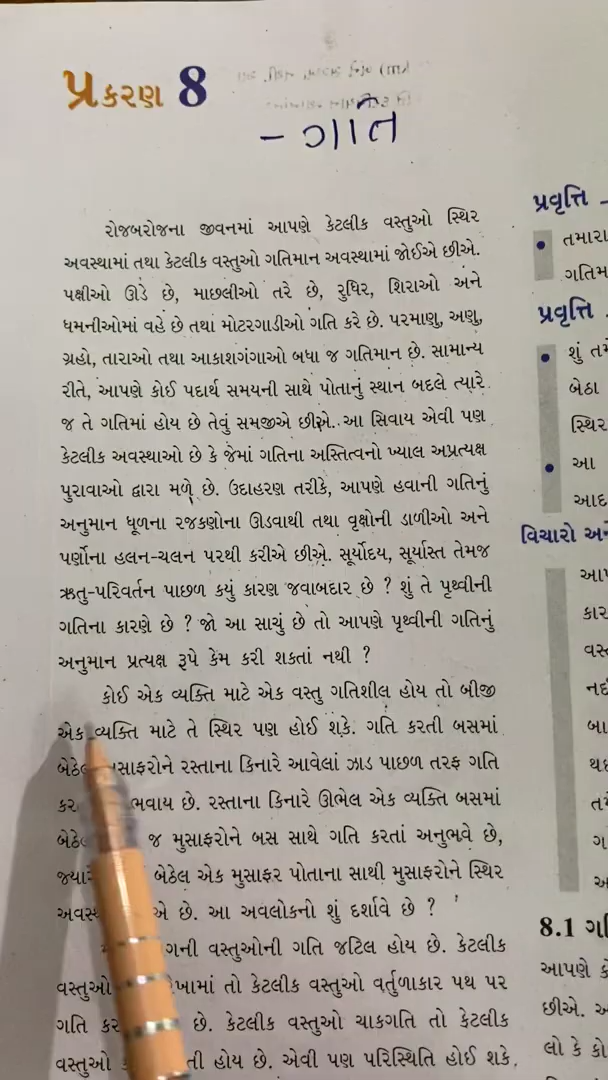 પ્રકરણ 8
- ગતિ
રોજબરોજના જીવનમાં આપણે કેટલીક વસ્તુઓ સ્થિર
અવસ્થામાં તથા કેટલીક વસ્તુઓ ગતિમાન અવસ્થામાં જોઈએ છીએ.
પક્ષીઓ ઊડે છે, માછલીઓ તરે છે, રુધિર, શિરાઓ અને
ધમનીઓમાં વહે છે તથા મોટરગાડીઓ ગતિ કરે છે. પરમાણુ, અણુ,
ગ્રહો, તારાઓ તથા આકાશગંગાઓ બધા જ ગતિમાન છે. સામાન્ય
રીતે, આપણે કોઈ પદાર્થ સમયની સાથે પોતાનું સ્થાન બદલે ત્યારે
જ તે ગતિમાં હોય છે તેવું સમજીએ છીએ. આ સિવાય એવી પણ
કેટલીક અવસ્થાઓ છે કે જેમાં ગતિના અસ્તિત્વનો ખ્યાલ અપ્રત્યક્ષ
પુરાવાઓ દ્વારા મળે છે. ઉદાહરણ તરીકે, આપણે હવાની ગતિનું
અનુમાન ધૂળના રજકણોના ઊડવાથી તથા વૃક્ષોની ડાળીઓ અને
પર્ણોના હલન-ચલન પરથી કરીએ છીએ. સૂર્યોદય, સૂર્યાસ્ત તેમજ
ઋતુ-પરિવર્તન પાછળ કયું કારણ જવાબદાર છે ? શું તે પૃથ્વીની
ગતિના કારણે છે ? જો આ સાચું છે તો આપણે પૃથ્વીની ગતિનું
અનુમાન પ્રત્યક્ષ રૂપે કેમ કરી શકતાં નથી ?
કોઈ એક વ્યક્તિ માટે એક વસ્તુ ગતિશીલ હોય તો બીજી
એક વ્યક્તિ માટે તે સ્થિર પણ હોઈ શકે. ગતિ કરતી બસમાં
રસ્તાના કિનારે આવેલાં ઝાડ પાછળ તરફ ગતિ
છે. રસ્તાના કિનારે ઊભેલ એક વ્યક્તિ બસમાં
જ મુસાફરોને બસ સાથે ગતિ કરતાં અનુભવે છે,
બેઠેલ એક મુસાફર પોતાના સાથી મુસાફરોને સ્થિર
છે. આ અવલોકનો શું દર્શાવે છે ?
વસ્તુઓની ગતિ જટિલ હોય છે. કેટલીક
વસ્તુઓ તો કેટલીક વસ્તુઓ વર્તુળાકાર પથ પર
ગતિ છે. કેટલીક વસ્તુઓ ચાકગતિ તો કેટલીક
વસ્તુઓ હોય છે. એવી પણ પરિસ્થિતિ હોઈ શકે,
પ્રવૃત્તિ
• તમારા
પ્રવૃત્તિ
• શું
બેઠા
સ્થિર
• આ
વિચારો
8.1
આપણે
છીએ.
લો કે